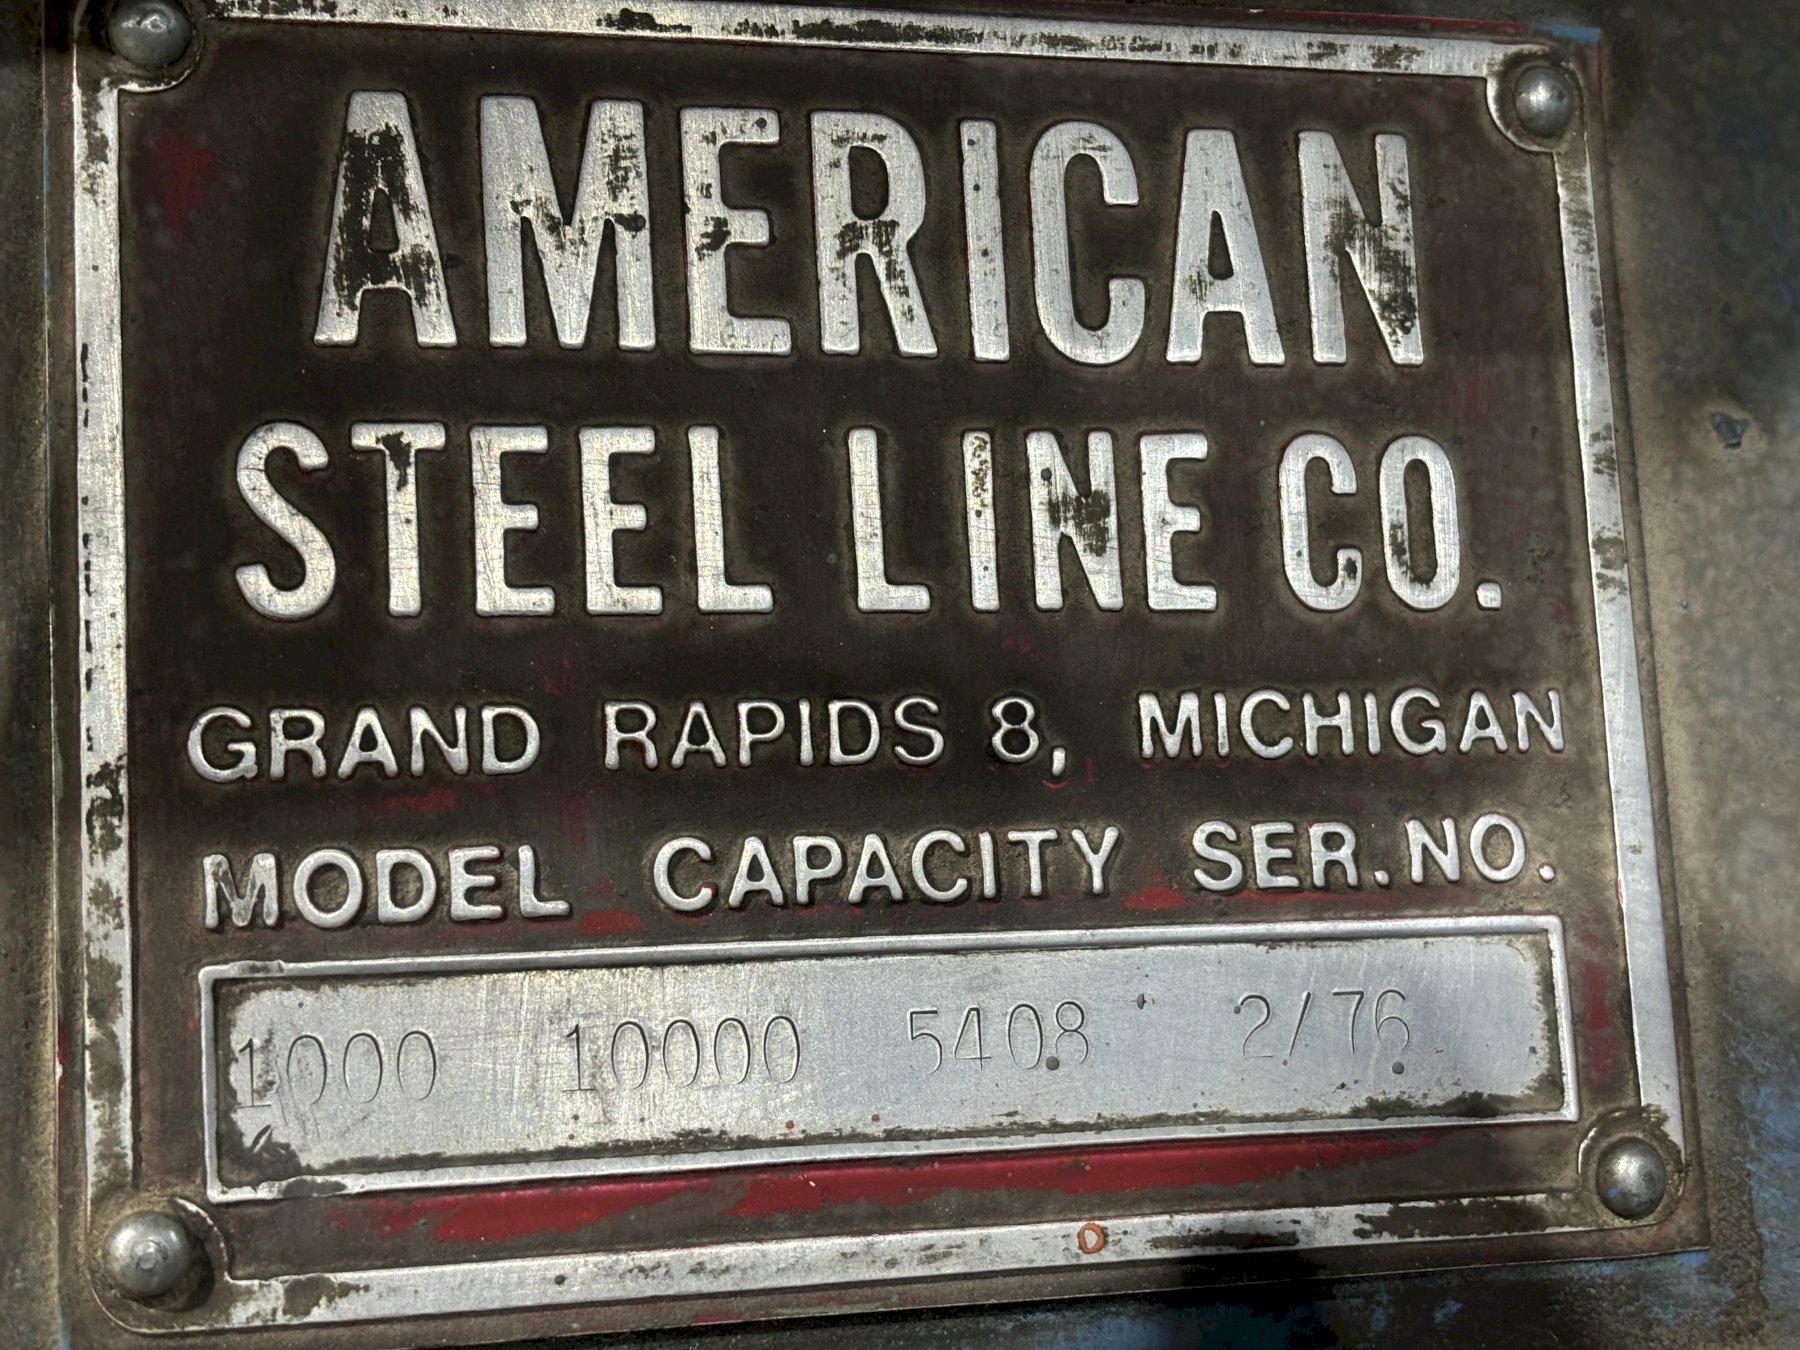 AMERICAN
STEEL LINE CO.
GRAND RAPIDS 8, MICHIGAN
MODEL CAPACITY SER. NO.
1000 10000 5408 2/76